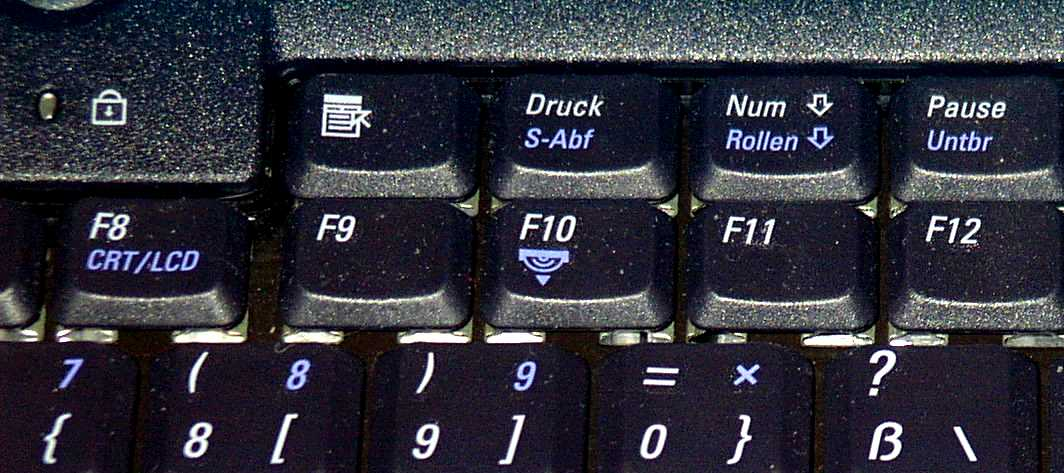 Druck
S-Abf
Num
Rollen
Pause
Untbr
F8
CRT/LCD
F9
F10
F11
F12
7
{
( 8
8 [
) 9
9 ]
= ×
0 }
?
ß \